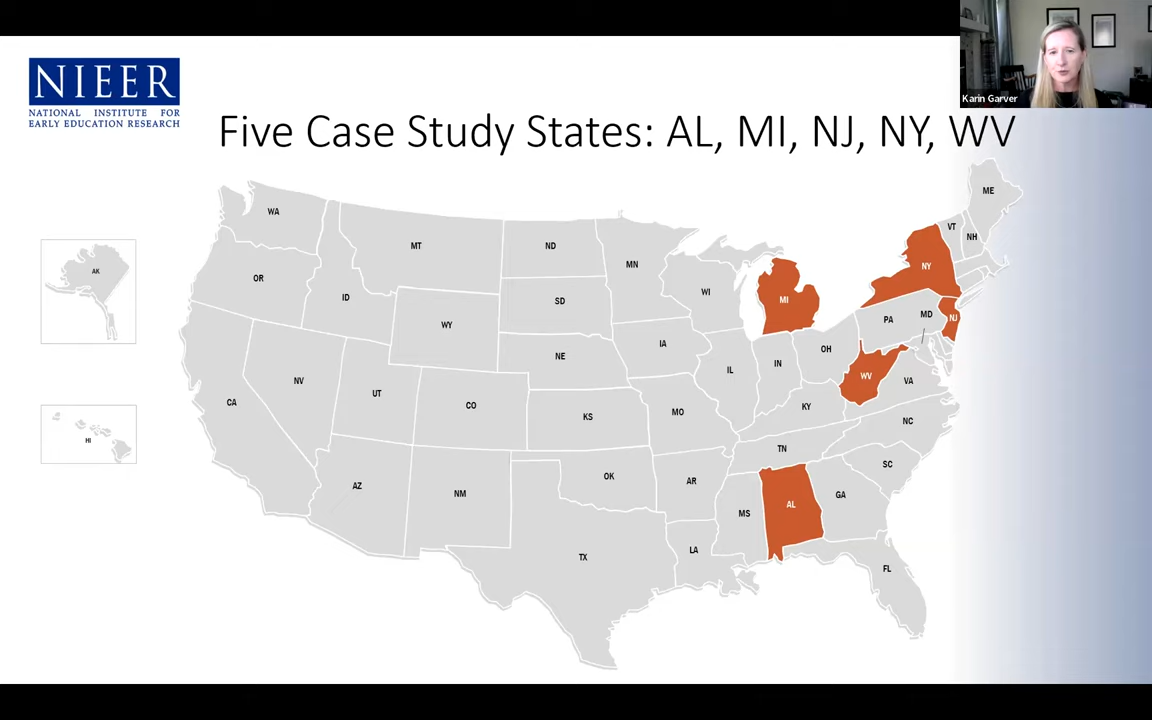 Karin Garver
NIEER
NATIONAL INSTITUTE FOR
EARLY EDUCATION RESEARCH
Five Case Study States: AL, MI, NJ, NY, WV
ME
WA
VT
NH
MT
ND
MN
NY
AK
OR
WI
ID
SD
MI
MD
NJ
PA
WY
IA
OH
NE
IN
IL
WV
NV
VA
UT
CA
CO
KY
MO
KS
NC
HI
TN
SC
OK
AR
AZ
NM
GA
AL
MS
LA
TX
FL